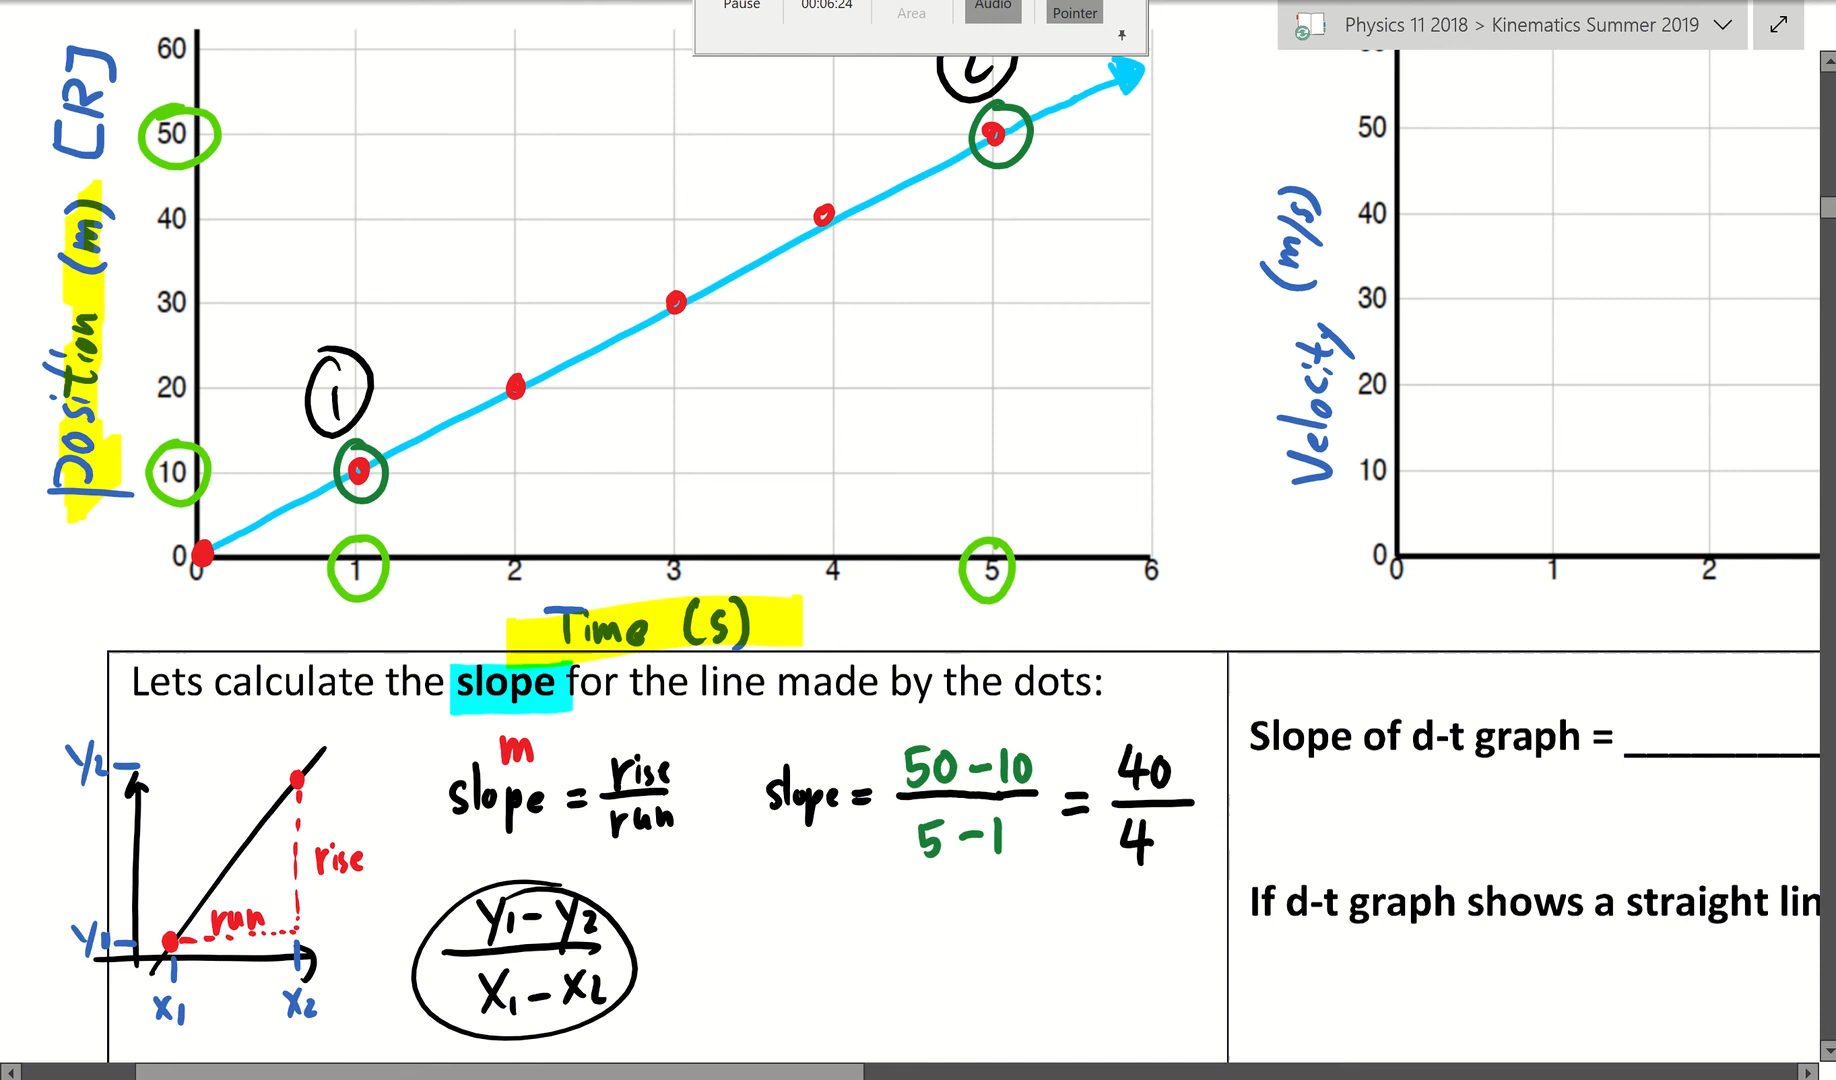 Pause
00:06:24
Area
Audio
Pointer
Physics 11 2018 > Kinematics Summer 2019
position (m) [R]
60
50
40
30
20
10
0
0 1 2 3 4 5 6
1
2
Time (s)
Velocity (m/s)
50
40
30
20
10
0
0 1 2
Lets calculate the slope for the line made by the dots:
m
slope = rise/run
slope = 50-10/5-1 = 40/4
y2
rise
run
y1
x1 x2
y1-y2
x1-x2
Slope of d-t graph = __________
If d-t graph shows a straight lin